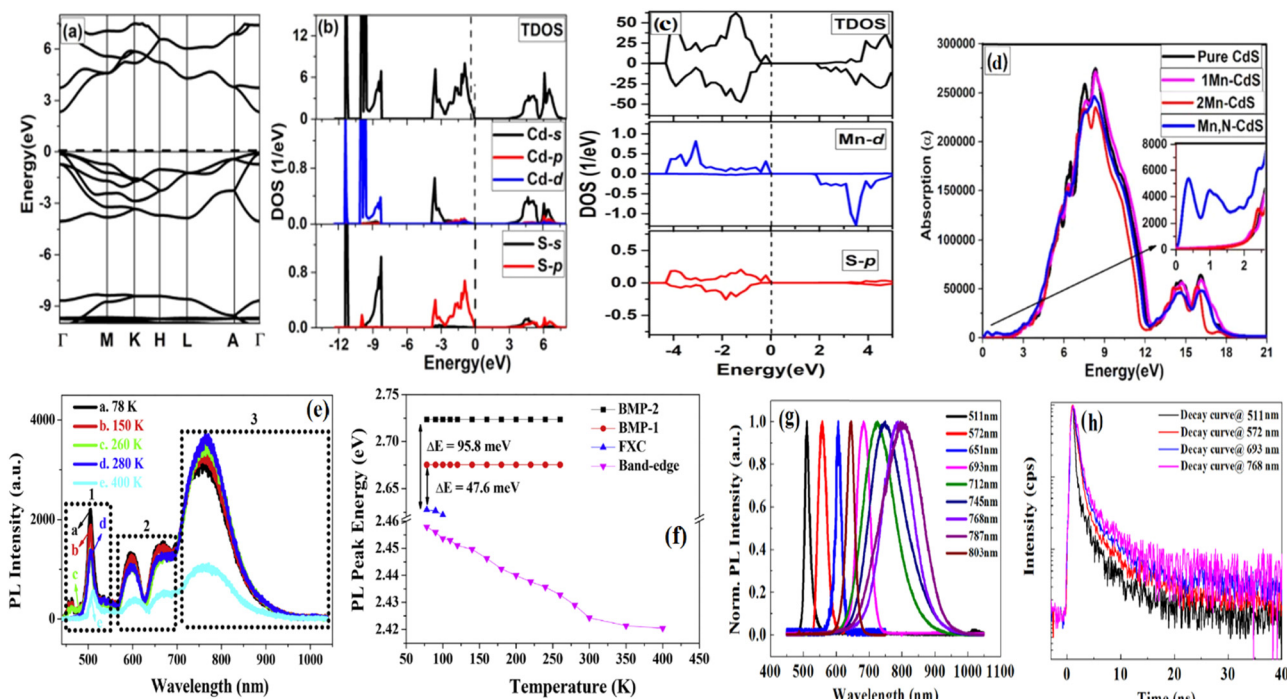 (a)
Energy(eV)
6
3
0
-3
-6
-9
Γ M K H L A Γ
(b)
TDOS
DOS (1/eV)
12
8
4
0
Cd-s
Cd-p
Cd-d
1.2
0.6
0.0
S-s
S-p
0.8
0.0
-12 -9 -6 -3 0 3 6
Energy(eV)
(c)
TDOS
DOS (1/eV)
50
25
0
-25
-50
Mn-d
1.0
0.5
0.0
-0.5
-1.0
S-p
0.5
0.0
-0.5
-4 -2 0 2 4
Energy(eV)
(d)
Absorption (α)
300000
250000
200000
150000
100000
50000
0
Pure CdS
1Mn-CdS
2Mn-CdS
Mn,N-CdS
8000
6000
4000
2000
0
0 1 2
0 3 6 9 12 15 18 21
Energy(eV)
(e)
PL Intensity (a.u.)
4000
2000
0
a. 78 K
b. 150 K
c. 260 K
d. 280 K
e. 400 K
1
2
3
a
b
c
d
e
500 600 700 800 900 1000
Wavelength (nm)
(f)
PL Peak Energy (eV)
2.75
2.70
2.65
2.46
2.45
2.44
2.43
2.42
BMP-2
BMP-1
FXC
Band-edge
ΔE = 95.8 meV
ΔE = 47.6 meV
50 100 150 200 250 300 350 400 450
Temperature (K)
(g)
Norm. PL Intensity (a.u.)
1.0
0.8
0.6
0.4
0.2
0.0
511nm
572nm
651nm
693nm
712nm
745nm
768nm
787nm
803nm
400 500 600 700 800 900 1000 1100
Wavelength (nm)
(h)
Intensity (cps)
Decay curve@ 511 nm
Decay curve@ 572 nm
Decay curve@ 693 nm
Decay curve@ 768 nm
0 10 20 30 40
Time (ns)